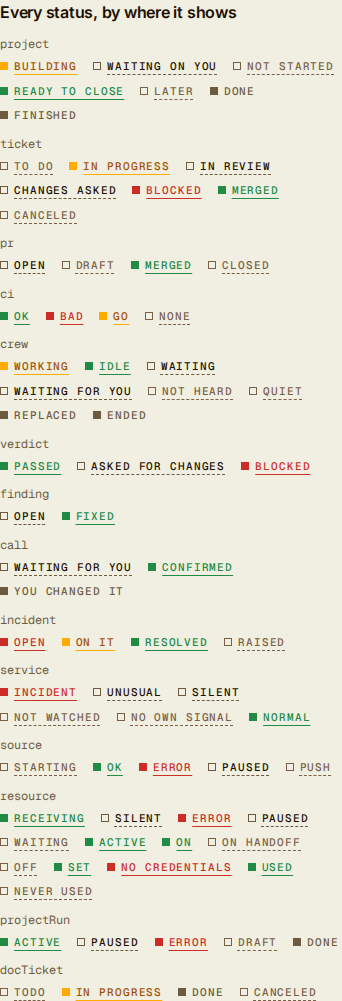 Every status, by where it shows
project
BUILDING WAITING ON YOU NOT STARTED
READY TO CLOSE LATER DONE
FINISHED
ticket
TO DO IN PROGRESS IN REVIEW
CHANGES ASKED BLOCKED MERGED
CANCELED
pr
OPEN DRAFT MERGED CLOSED
ci
OK BAD GO NONE
crew
WORKING IDLE WAITING
WAITING FOR YOU NOT HEARD QUIET
REPLACED ENDED
verdict
PASSED ASKED FOR CHANGES BLOCKED
finding
OPEN FIXED
call
WAITING FOR YOU CONFIRMED
YOU CHANGED IT
incident
OPEN ON IT RESOLVED RAISED
service
INCIDENT UNUSUAL SILENT
NOT WATCHED NO OWN SIGNAL NORMAL
source
STARTING OK ERROR PAUSED PUSH
resource
RECEIVING SILENT ERROR PAUSED
WAITING ACTIVE ON ON HANDOFF
OFF SET NO CREDENTIALS USED
NEVER USED
projectRun
ACTIVE PAUSED ERROR DRAFT DONE
docTicket
TODO IN PROGRESS DONE CANCELED